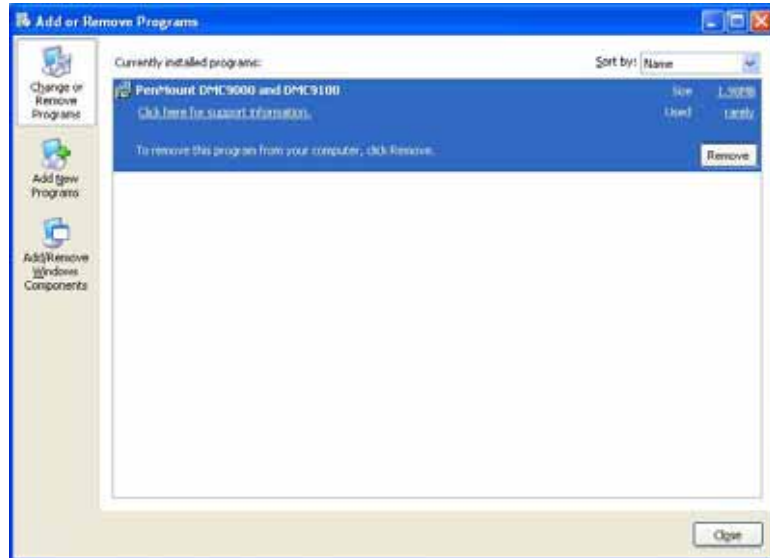 Add or Remove Programs
Change or
Remove
Programs
Add New
Programs
Add/Remove
Windows
Components
Currently installed programs:
Sort by: Name
PenMount DMC9000 and DMC9100
Size
Click here for support information.
Used rarely
To remove this program from your computer, click Remove.
Remove
Close